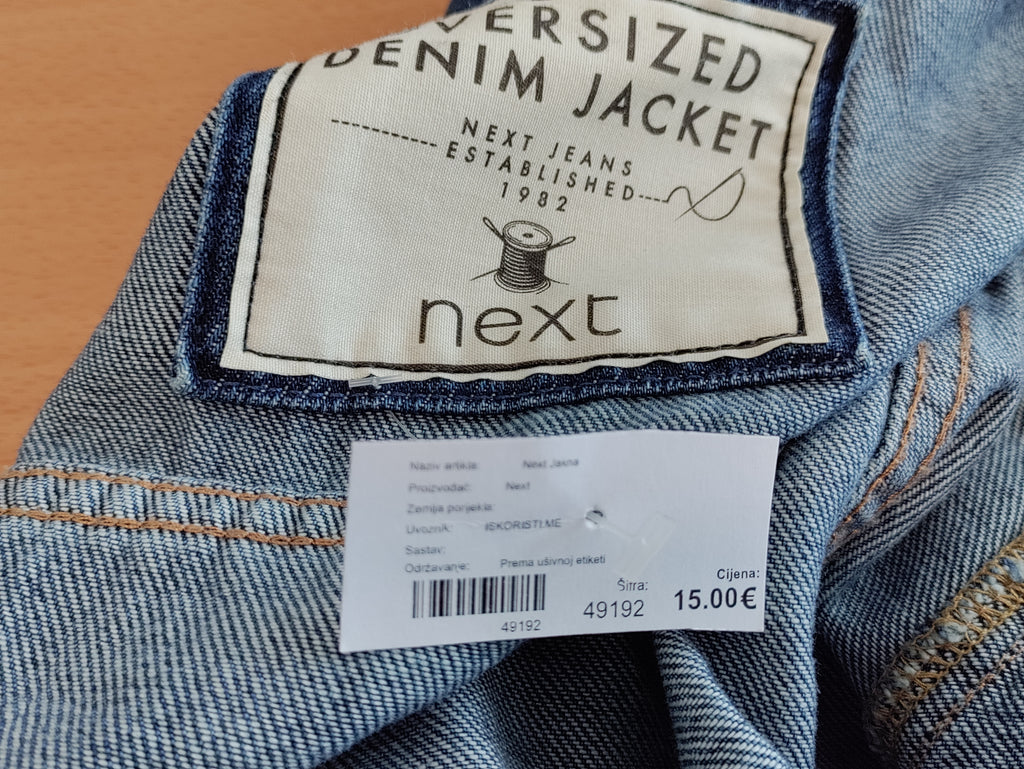 VERSIZED
DENIM JACKET
NEXT JEANS
ESTABLISHED
1982
next
Naziv artikla: Next Jakna
Proizvođač: Next
Zemlja porijekla:
Uvoznik: ISKORISTI.ME
Sastav:
Održavanje: Prema ušivnoj etiketi
49192
Šifra:
49192
Cijena:
15.00€